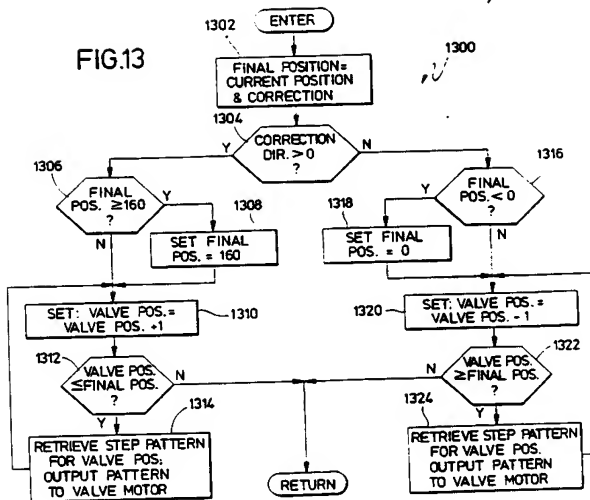 ENTER
1302
FIG.13
1300
FINAL POSITION=
CURRENT POSITION
& CORRECTION
1304
CORRECTION
DIR. > 0
?
Y
N
1306
FINAL
POS. ≥160
?
Y
N
1308
SET FINAL
POS. = 160
1316
FINAL
POS. < 0
?
Y
N
1318
SET FINAL
POS. = 0
SET: VALVE POS.=
VALVE POS. +1
1310
1312
VALVE POS.
≤FINAL POS.
?
N
Y
1314
RETRIEVE STEP PATTERN
FOR VALVE POS;
OUTPUT PATTERN
TO VALVE MOTOR
SET: VALVE POS.=
VALVE POS. - 1
1320
1322
VALVE POS.
≥FINAL POS.
?
N
Y
1324
RETRIEVE STEP PATTERN
FOR VALVE POS.
OUTPUT PATTERN
TO VALVE MOTOR
RETURN